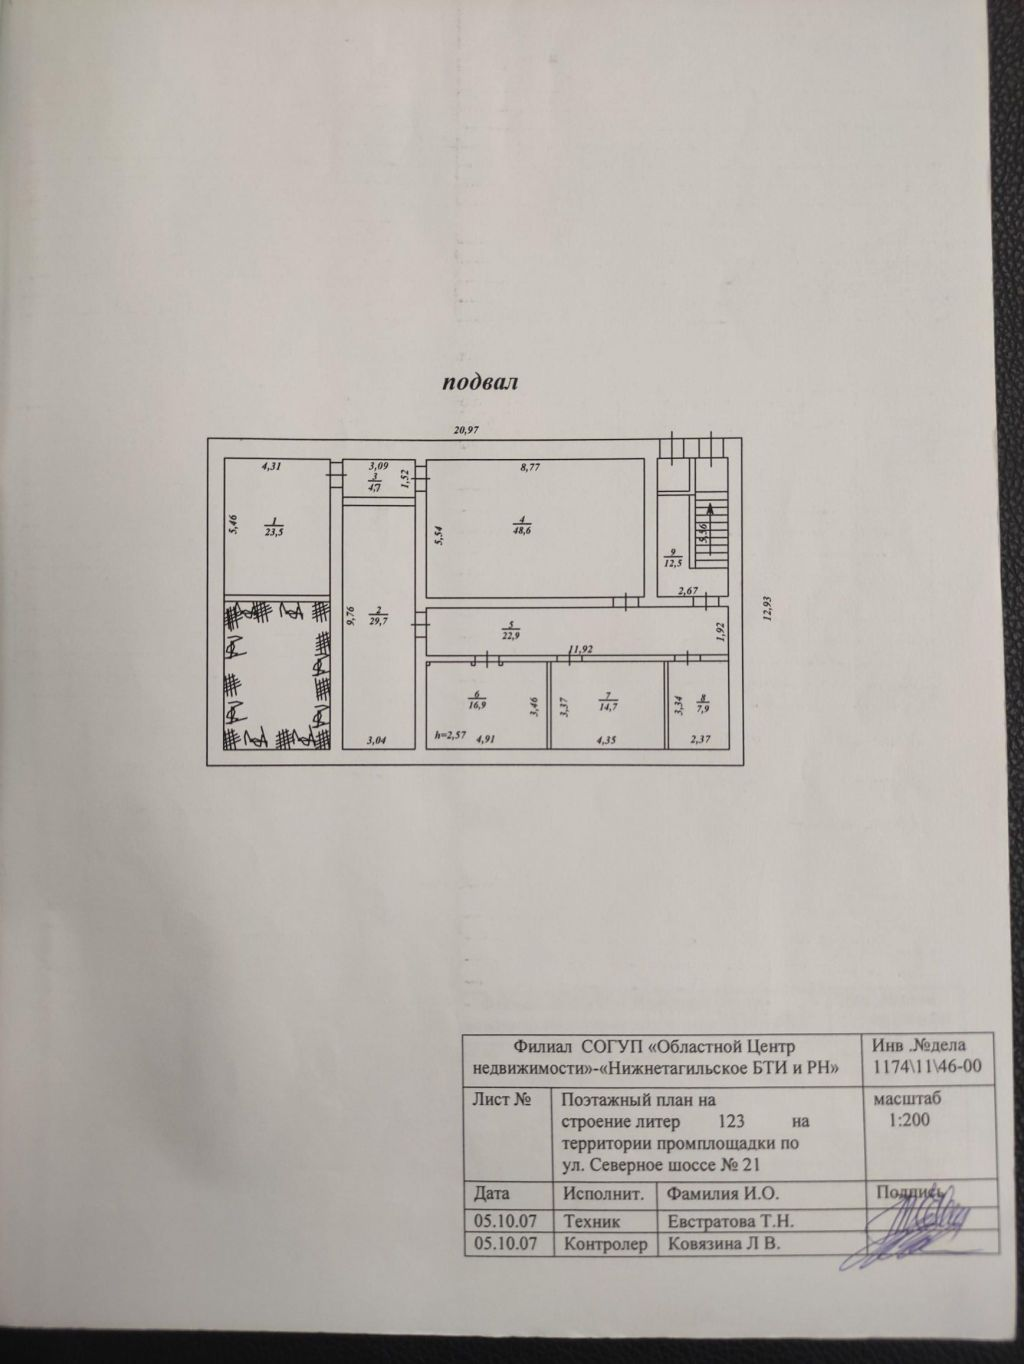 подвал
20,97
4,31
3,09
8,77
3
4,7
1,52
5,46
1
23,5
5,54
4
48,6
5,56
9
12,5
2,67
12,93
9,76
2
29,7
5
22,9
11,92
1,92
6
16,9
3,46
3,37
7
14,7
3,34
8
7,9
h=2,57
4,91
4,35
2,37
3,04
Филиал СОГУП «Областной Центр
недвижимости»-«Нижнетагильское БТИ и РН»
Инв .№дела
1174\11\46-00
Лист №
Поэтажный план на
строение литер 123 на
территории промплощадки по
ул. Северное шоссе № 21
масштаб
1:200
Дата Исполнит. Фамилия И.О. Подпись
05.10.07 Техник Евстратова Т.Н.
05.10.07 Контролер Ковязина Л В.